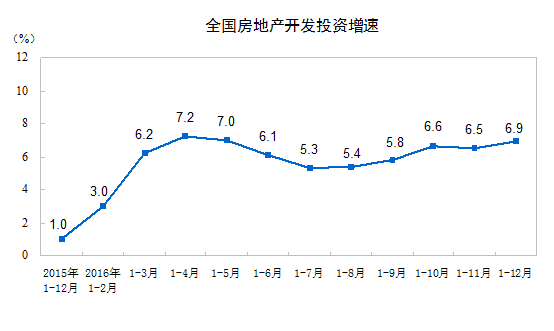 全国房地产开发投资增速
（%）
12
10
8
6
4
2
0
1.0
3.0
6.2
7.2
7.0
6.1
5.3
5.4
5.8
6.6
6.5
6.9
2015年
1-12月
2016年
1-2月
1-3月
1-4月
1-5月
1-6月
1-7月
1-8月
1-9月
1-10月
1-11月
1-12月